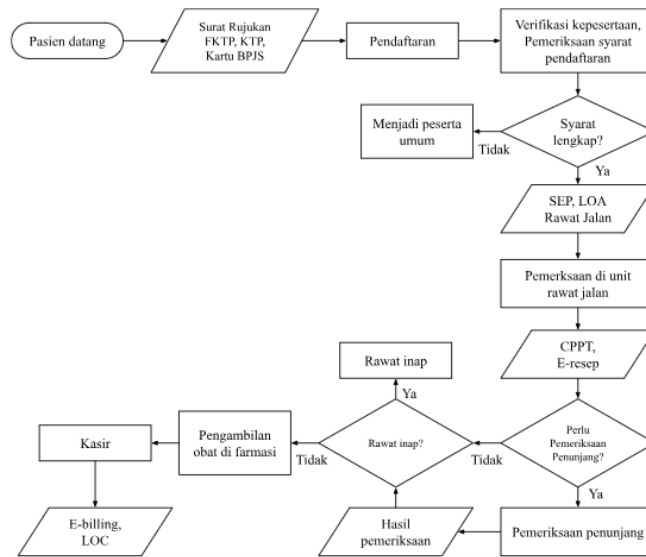 Pasien datang
Surat Rujukan
FKTP, KTP,
Kartu BPJS
Pendaftaran
Verifikasi kepesertaan,
Pemeriksaan syarat
pendaftaran
Syarat
lengkap?
Tidak
Menjadi peserta
umum
Ya
SEP, LOA
Rawat Jalan
Pemerksaan di unit
rawat jalan
CPPT,
E-resep
Perlu
Pemeriksaan
Penunjang?
Tidak
Ya
Pemeriksaan penunjang
Hasil
pemeriksaan
Rawat inap?
Ya
Rawat inap
Tidak
Pengambilan
obat di farmasi
Kasir
E-billing,
LOC